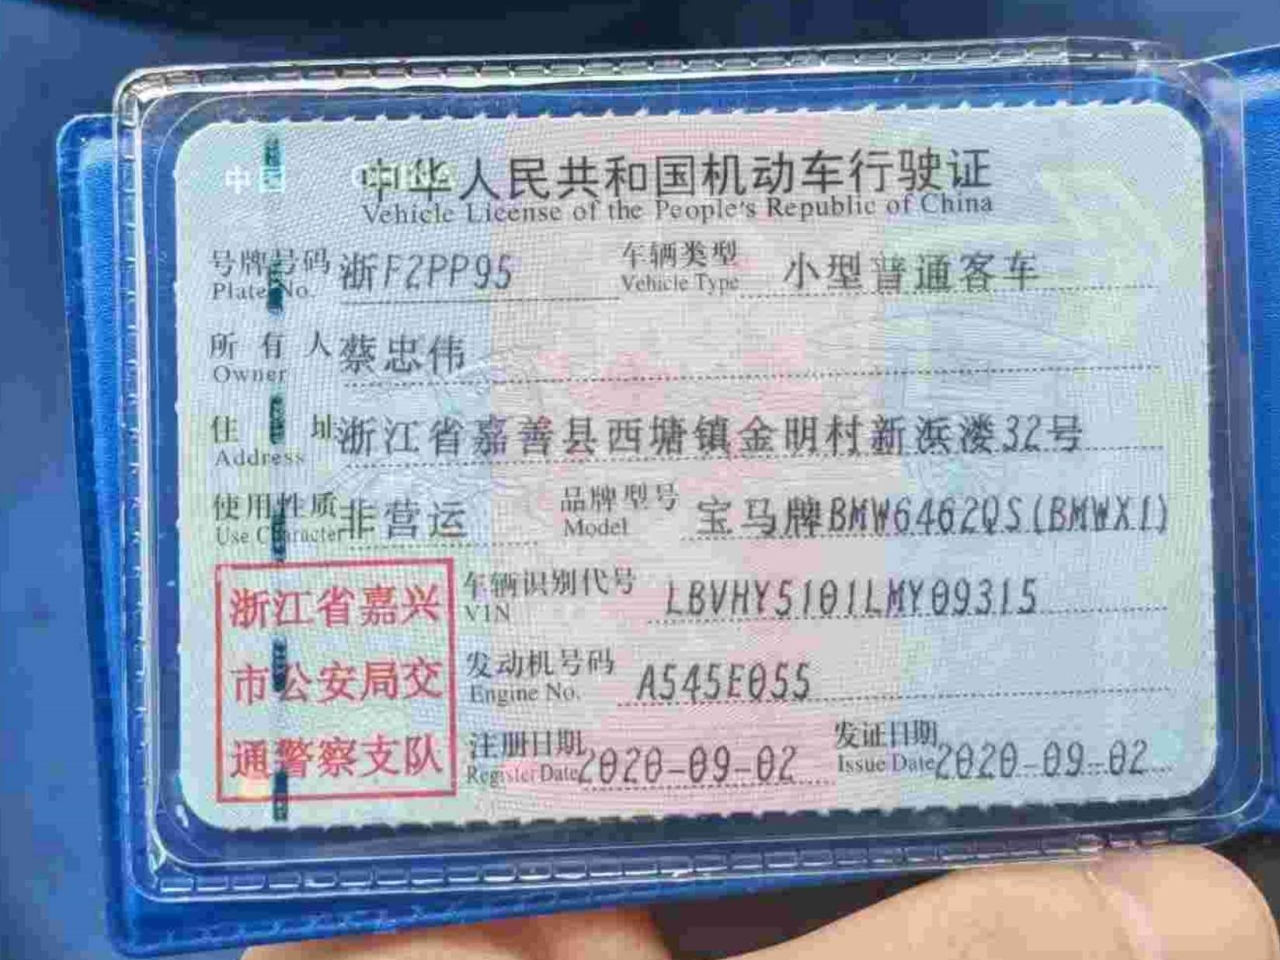 中国 CHINA
中华人民共和国机动车行驶证
Vehicle License of the People's Republic of China
号牌号码 浙F2PP95 车辆类型 小型普通客车
Plate No. Vehicle Type
所有人 蔡忠伟
Owner
住址 浙江省嘉善县西塘镇金明村新浜溇32号
Address
使用性质 非营运 品牌型号 宝马牌BMW6462QS(BMWX1)
Use Character Model
浙江省嘉兴
市公安局交
通警察支队
车辆识别代号 LBVHY5101LMY09315
VIN
发动机号码 A545E055
Engine No.
注册日期 2020-09-02 发证日期 2020-09-02
Register Date Issue Date